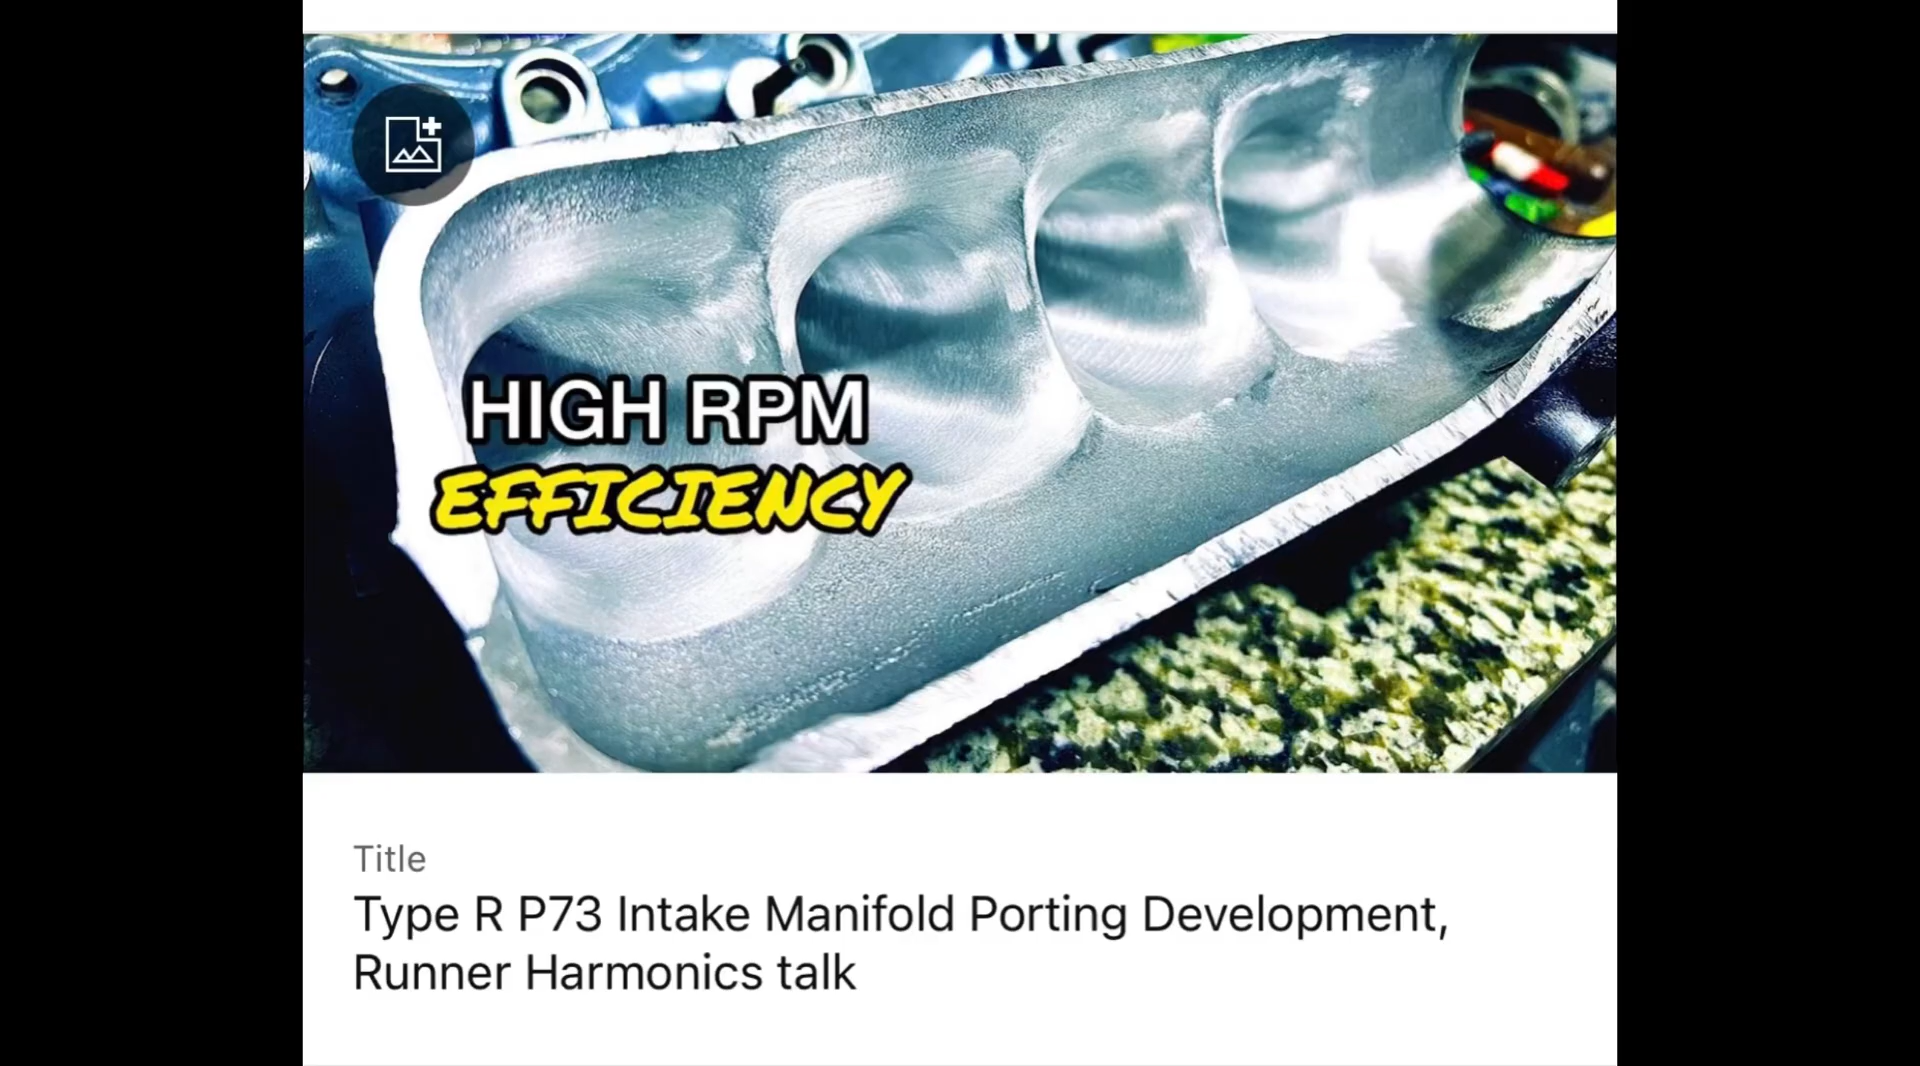 HIGH RPM
EFFICIENCY
Title
Type R P73 Intake Manifold Porting Development,
Runner Harmonics talk